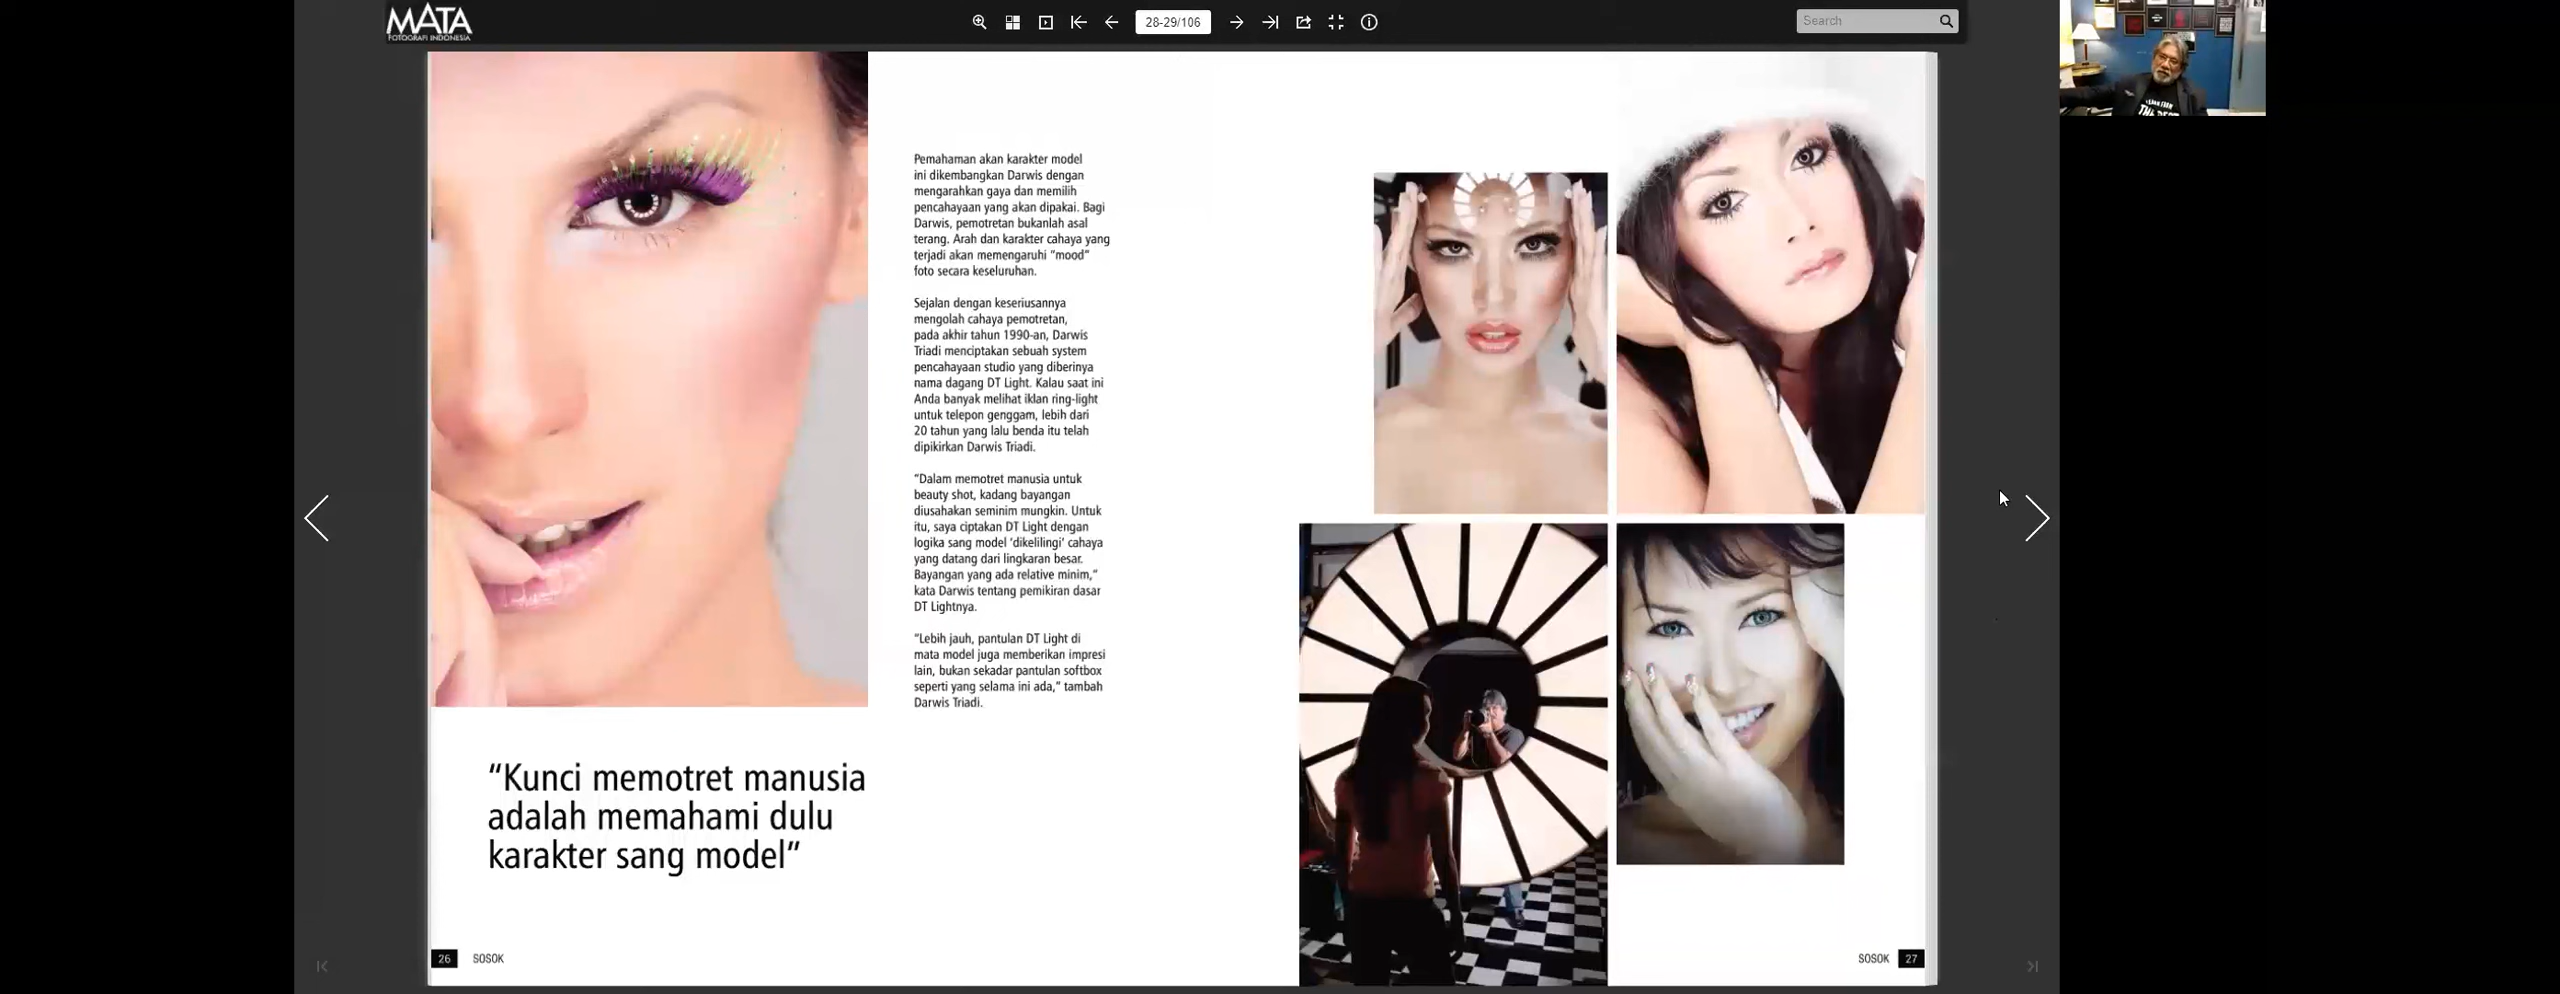 MATA
FOTOGRAFI INDONESIA
28-29/106
Search
Pemahaman akan karakter model
ini dikembangkan Darwis dengan
mengarahkan gaya dan memilih
pencahayaan yang akan dipakai. Bagi
Darwis, pemotretan bukanlah asal
terang. Arah dan karakter cahaya yang
terjadi akan memengaruhi “mood”
foto secara keseluruhan.
Sejalan dengan keseriusannya
mengolah cahaya pemotretan,
pada akhir tahun 1990-an, Darwis
Triadi menciptakan sebuah system
pencahayaan studio yang diberinya
nama dagang DT Light. Kalau saat ini
Anda banyak melihat iklan ring-light
untuk telepon genggam, lebih dari
20 tahun yang lalu benda itu telah
dipikirkan Darwis Triadi.
“Dalam memotret manusia untuk
beauty shot, kadang bayangan
diusahakan seminim mungkin. Untuk
itu, saya ciptakan DT Light dengan
logika sang model ‘dikelilingi’ cahaya
yang datang dari lingkaran besar.
Bayangan yang ada relative minim,”
kata Darwis tentang pemikiran dasar
DT Lightnya.
“Lebih jauh, pantulan DT Light di
mata model juga memberikan impresi
lain, bukan sekadar pantulan softbox
seperti yang selama ini ada,” tambah
Darwis Triadi.
“Kunci memotret manusia
adalah memahami dulu
karakter sang model”
26 SOSOK
SOSOK 27